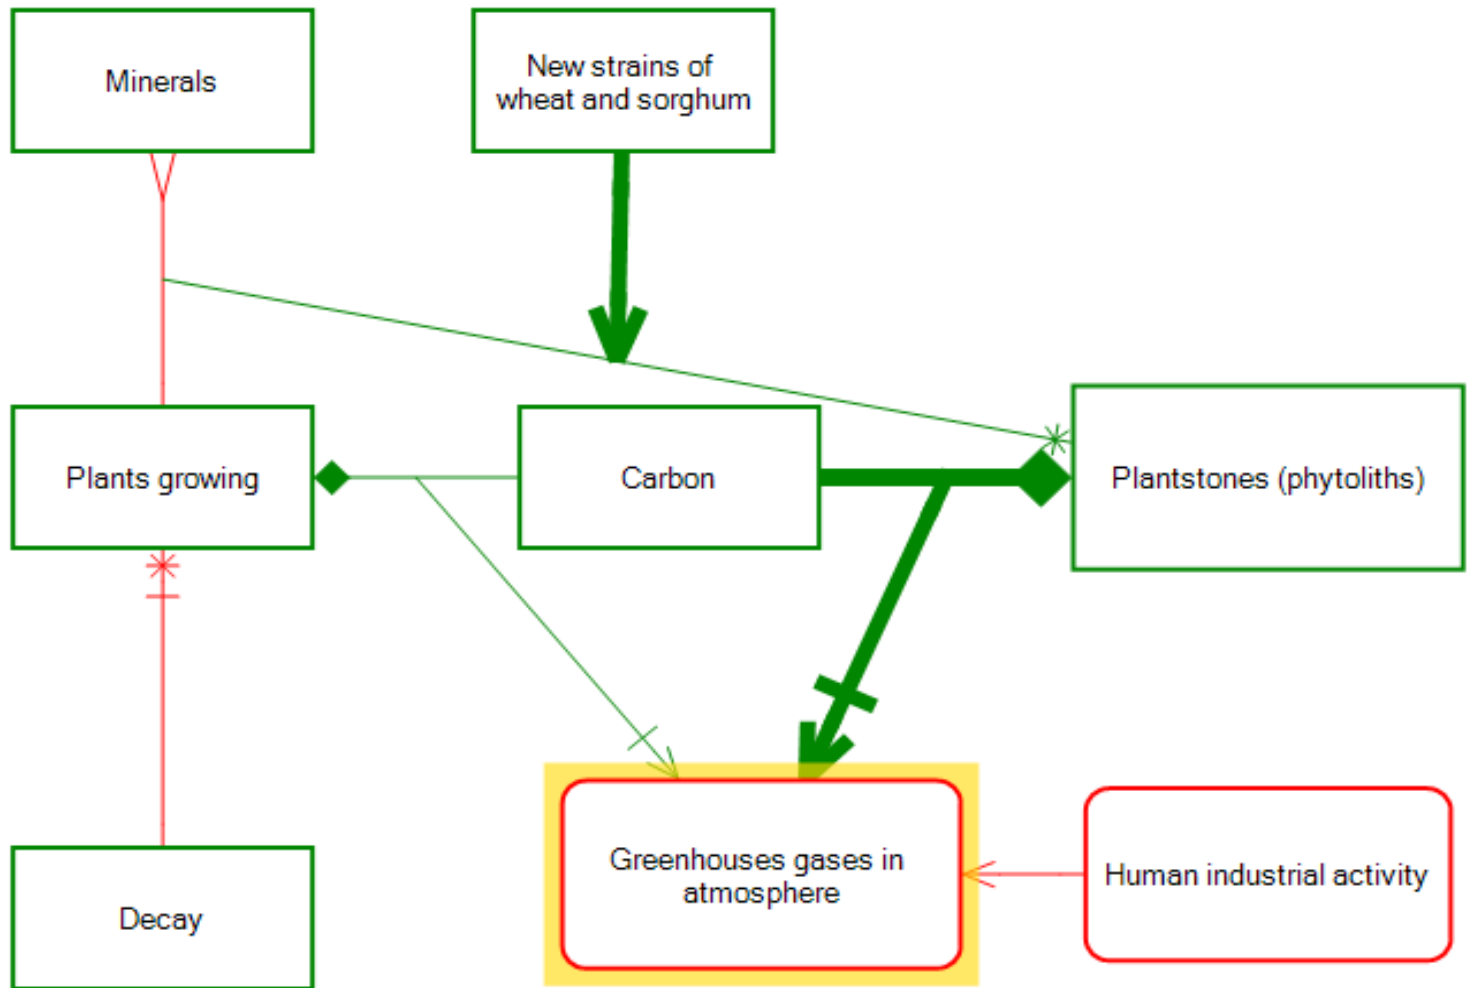 Minerals
New strains of
wheat and sorghum
Plants growing
Carbon
Plantstones (phytoliths)
Greenhouses gases in
atmosphere
Human industrial activity
Decay